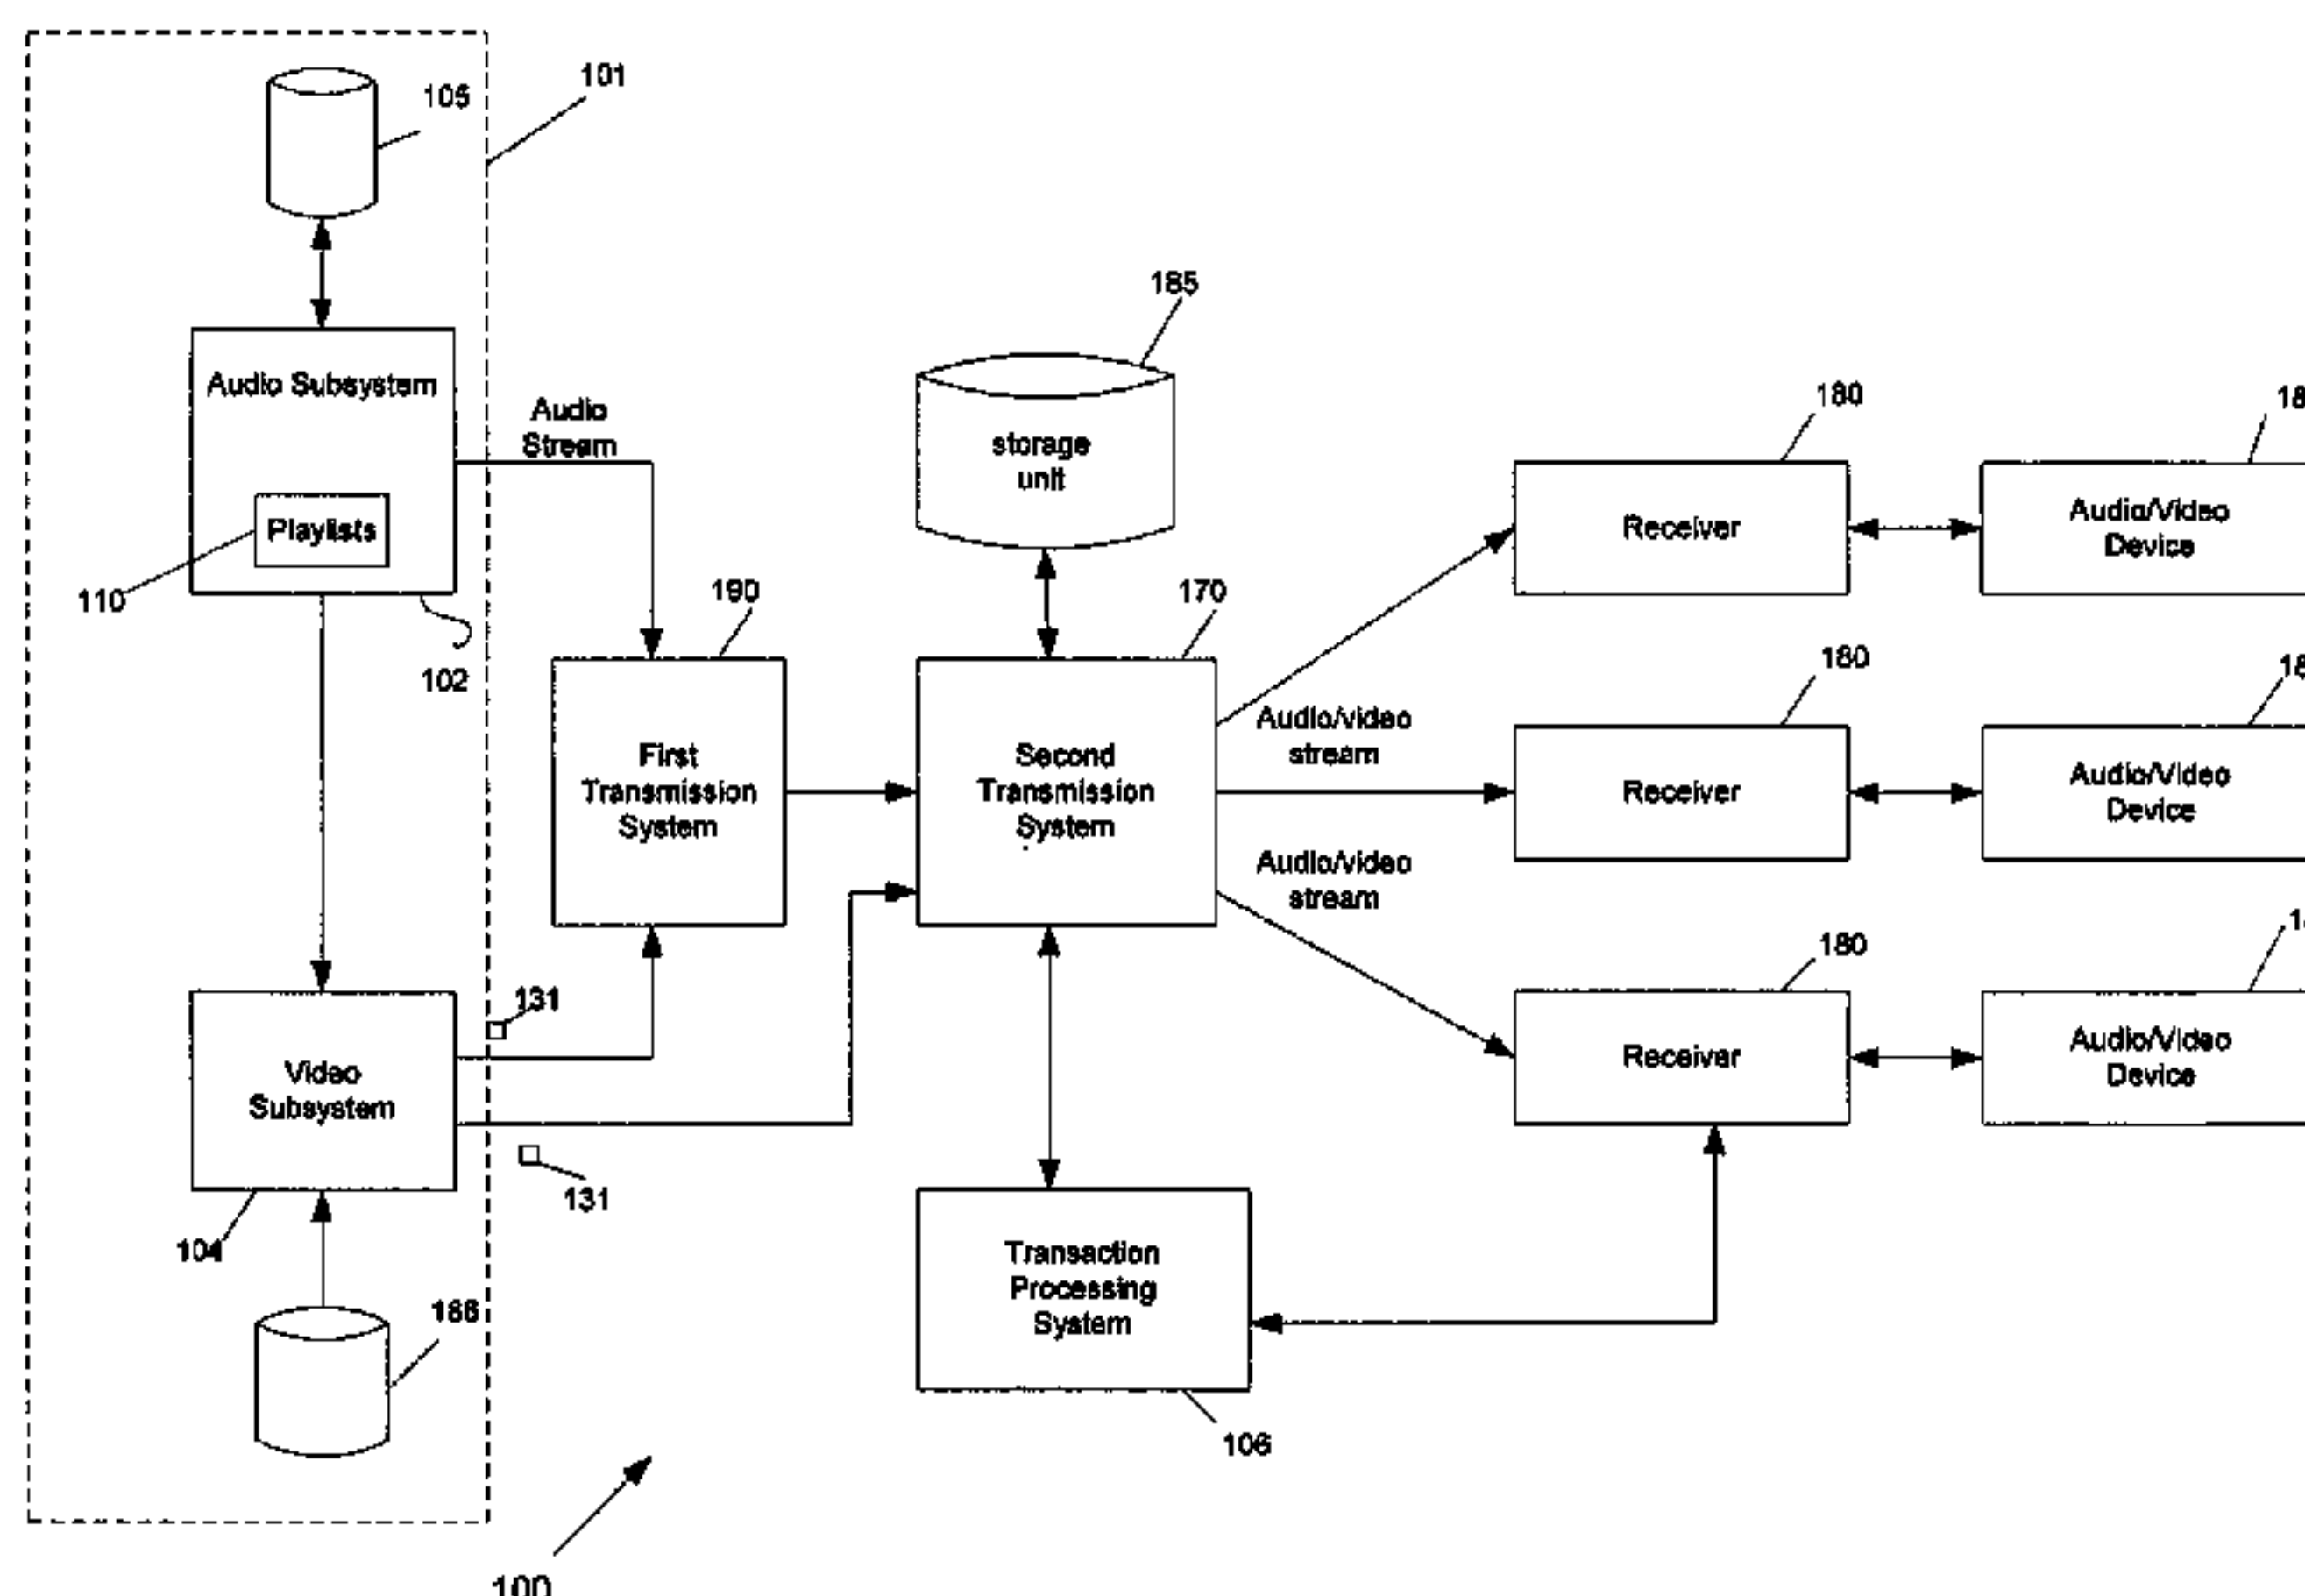 101
105
185
Audio Subsystem
Audio
Stream
180
storage
unit
Playlists
Receiver
Audio/Video
Device
110
190
170
102
180
Audio/video
stream
First
Transmission
System
Second
Transmission
System
Receiver
Audio/Video
Device
Audio/video
stream
180
131
Video
Subsystem
Receiver
Audio/Video
Device
131
104
Transaction
Processing
System
186
106
100